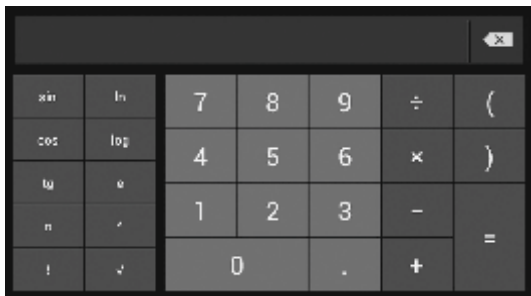 sin ln 7 8 9 ÷ (
cos log 4 5 6 × )
tg e 1 2 3 − =
! √ 0 . +